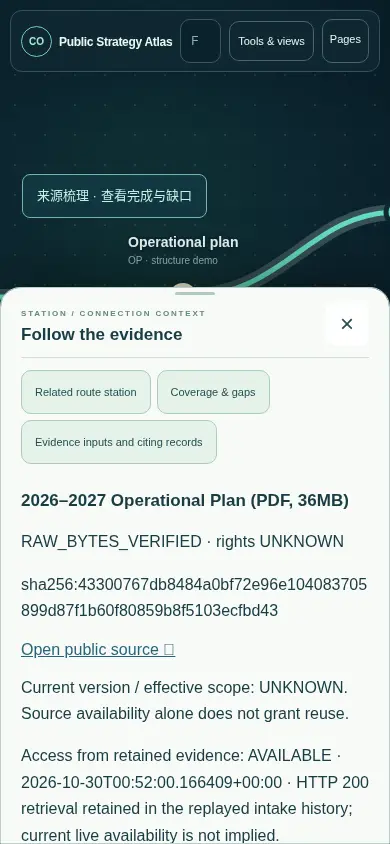 CO
Public Strategy Atlas
F
Tools & views
Pages
来源梳理 · 查看完成与缺口
Operational plan
OP · structure demo
STATION / CONNECTION CONTEXT
Follow the evidence
×
Related route station
Coverage & gaps
Evidence inputs and citing records
2026–2027 Operational Plan (PDF, 36MB)
RAW_BYTES_VERIFIED · rights UNKNOWN
sha256:43300767db8484a0bf72e96e104083705
899d87f1b60f80859b8f5103ecfbd43
Open public source
Current version / effective scope: UNKNOWN.
Source availability alone does not grant reuse.
Access from retained evidence: AVAILABLE ·
2026-10-30T00:52:00.166409+00:00 · HTTP 200
retrieval retained in the replayed intake history;
current live availability is not implied.